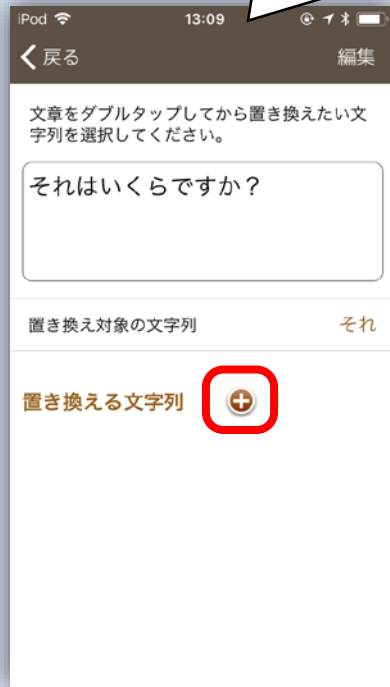 iPod 13:09
戻る 編集
文章をダブルタップしてから置き換えたい文
字列を選択してください。
それはいくらですか？
置き換え対象の文字列 それ
置き換える文字列